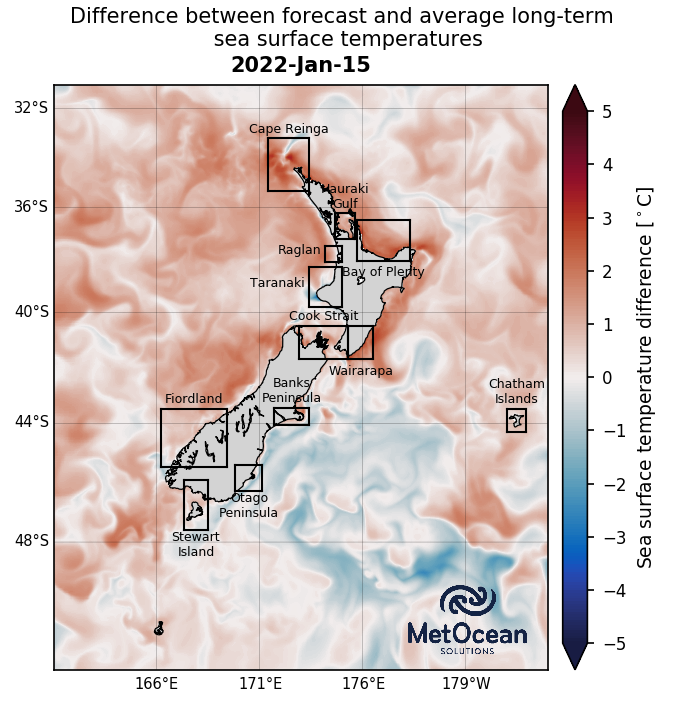 Difference between forecast and average long-term
sea surface temperatures
2022-Jan-15
32°S
36°S
40°S
44°S
48°S
166°E
171°E
176°E
179°W
Cape Reinga
Hauraki
Gulf
Raglan
Bay of Plenty
Taranaki
Cook Strait
Wairarapa
Banks
Peninsula
Fiordland
Chatham
Islands
Otago
Peninsula
Stewart
Island
MetOcean
SOLUTIONS
5
4
3
2
1
0
−1
−2
−3
−4
−5
Sea surface temperature difference [°C]